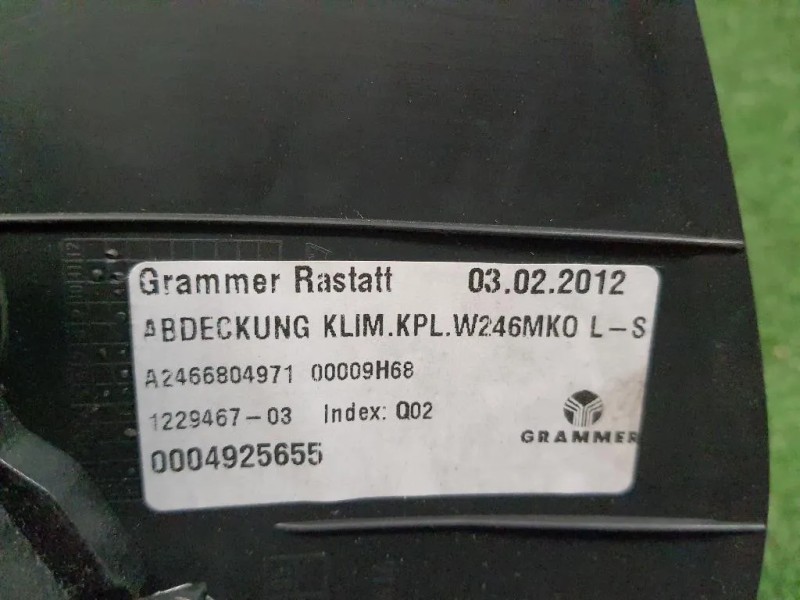 Grammer Rastatt 03.02.2012
ABDECKUNG KLIM.KPL.W246MKO L-S
A2466804971 00009H68
1229467-03 Index: Q02
GRAMMER
0004925655